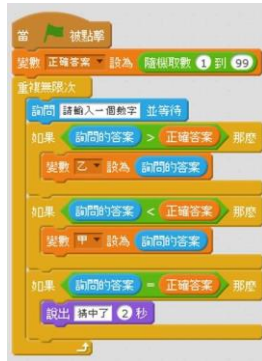 當 被點擊
變數 正確答案 設為 隨機取數 1 到 99
重複無限次
詢問 請輸入一個數字 並等待
如果 詢問的答案 > 正確答案 那麼
變數 乙 設為 詢問的答案
如果 詢問的答案 < 正確答案 那麼
變數 甲 設為 詢問的答案
如果 詢問的答案 = 正確答案 那麼
說出 猜中了 2 秒